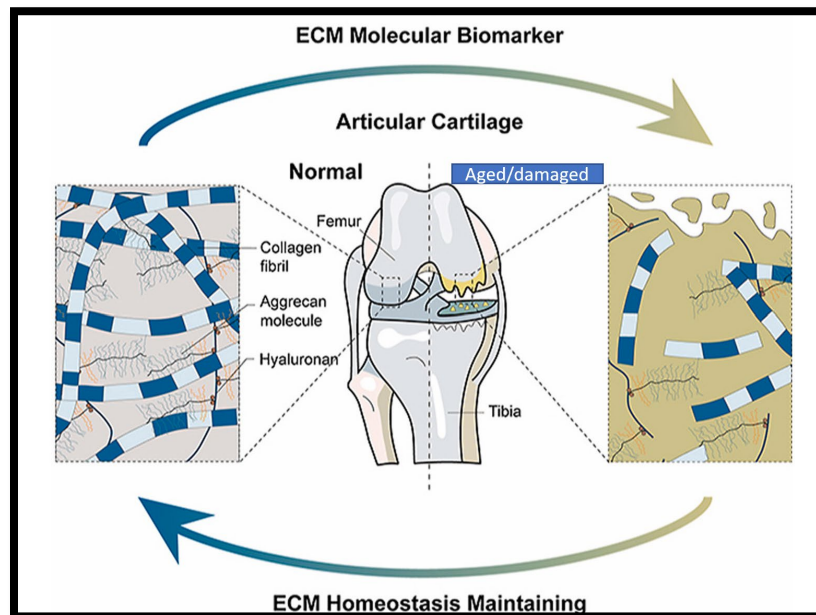 ECM Molecular Biomarker
Articular Cartilage
Normal
Aged/damaged
Femur
Collagen
fibril
Aggrecan
molecule
Hyaluronan
Tibia
ECM Homeostasis Maintaining